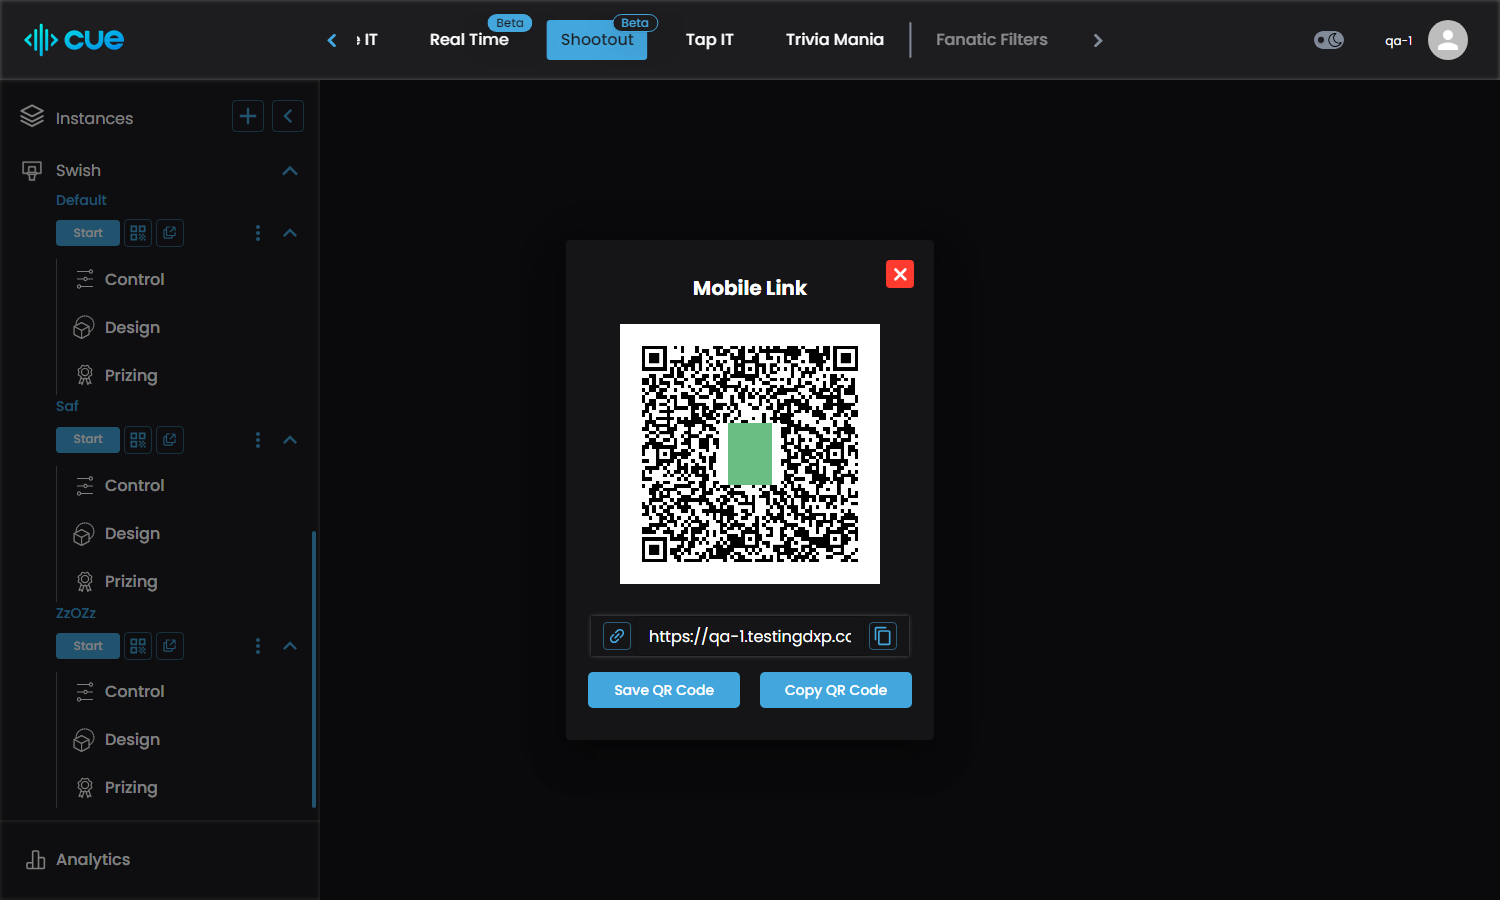 cue
IT
Real Time
Beta
Shootout
Beta
Tap IT
Trivia Mania
Fanatic Filters
qa-1
Instances
Swish
Default
Start
Control
Design
Prizing
Saf
Start
Control
Design
Prizing
ZzOZz
Start
Control
Design
Prizing
Analytics
Mobile Link
https://qa-1.testingdxp.co
Save QR Code
Copy QR Code